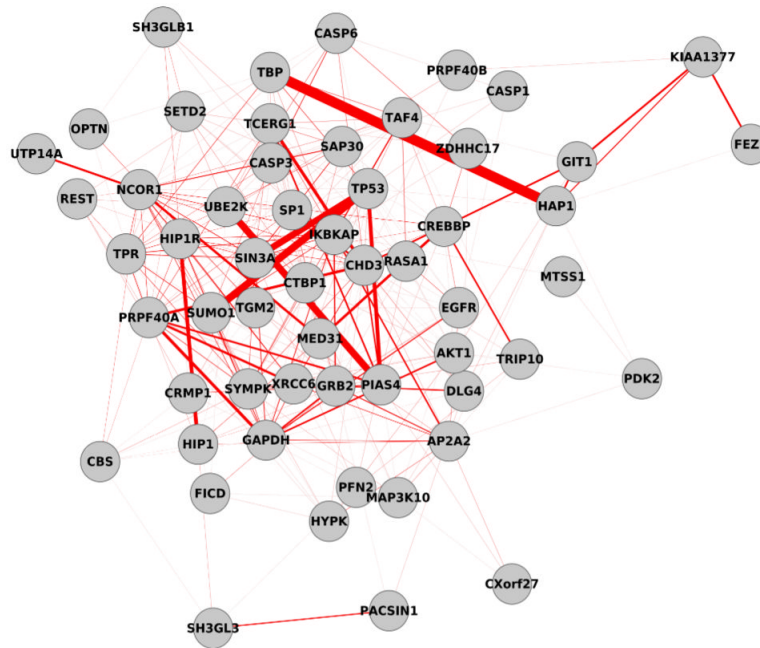 SH3GLB1
CASP6
KIAA1377
TBP
PRPF40B
CASP1
SETD2
TCERG1
TAF4
OPTN
UTP14A
SAP30
ZDHHC17
FEZ
CASP3
GIT1
REST
NCOR1
TP53
UBE2K
SP1
HAP1
HIP1R
IKBKAP
CREBBP
TPR
SIN3A
CHD3
RASA1
MTSS1
CTBP1
PRPF40A
SUMO1
TGM2
EGFR
MED31
AKT1
TRIP10
PDK2
CRMP1
SYMPK
XRCC6
GRB2
PIAS4
DLG4
HIP1
GAPDH
AP2A2
CBS
FICD
PFN2
MAP3K10
HYPK
CXorf27
PACSIN1
SH3GL3